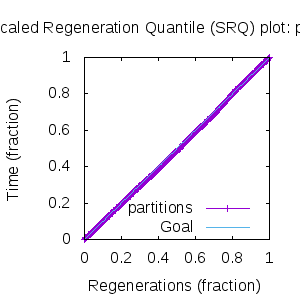 caled Regeneration Quantile (SRQ) plot: p
1
0.8
0.6
0.4
0.2
0
Time (fraction)
partitions
Goal
0 0.2 0.4 0.6 0.8 1
Regenerations (fraction)